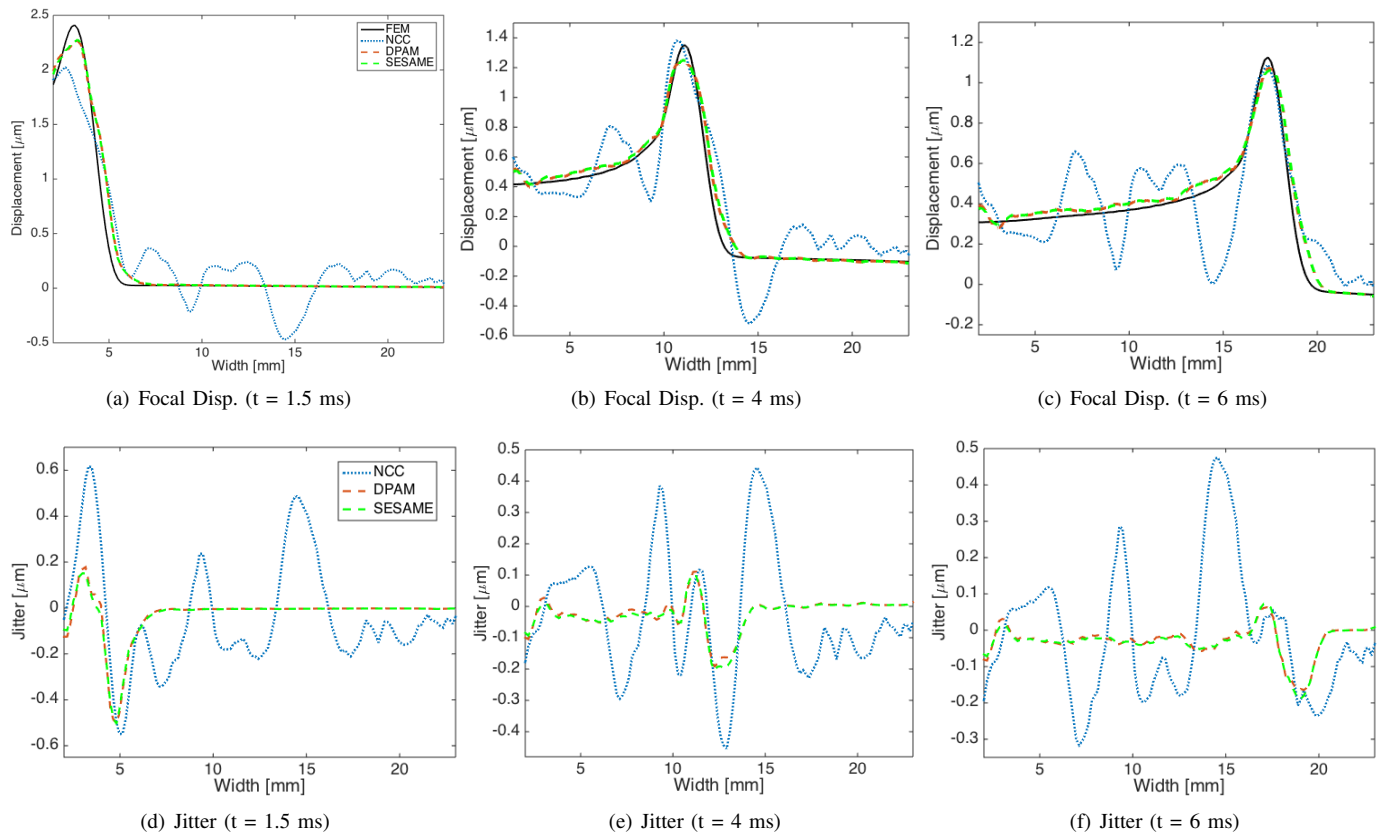 2.5
2
1.5
1
0.5
0
-0.5
5 10 15 20
Displacement [μm]
Width [mm]
FEM
NCC
DPAM
SESAME
(a) Focal Disp. (t = 1.5 ms)
1.4
1.2
1
0.8
0.6
0.4
0.2
0
-0.2
-0.4
-0.6
5 10 15 20
Displacement [μm]
Width [mm]
(b) Focal Disp. (t = 4 ms)
1.2
1
0.8
0.6
0.4
0.2
0
-0.2
5 10 15 20
Displacement [μm]
Width [mm]
(c) Focal Disp. (t = 6 ms)
0.6
0.4
0.2
0
-0.2
-0.4
-0.6
5 10 15 20
Jitter [μm]
Width [mm]
NCC
DPAM
SESAME
(d) Jitter (t = 1.5 ms)
0.5
0.4
0.3
0.2
0.1
0
-0.1
-0.2
-0.3
-0.4
5 10 15 20
Jitter [μm]
Width [mm]
(e) Jitter (t = 4 ms)
0.5
0.4
0.3
0.2
0.1
0
-0.1
-0.2
-0.3
5 10 15 20
Jitter [μm]
Width [mm]
(f) Jitter (t = 6 ms)